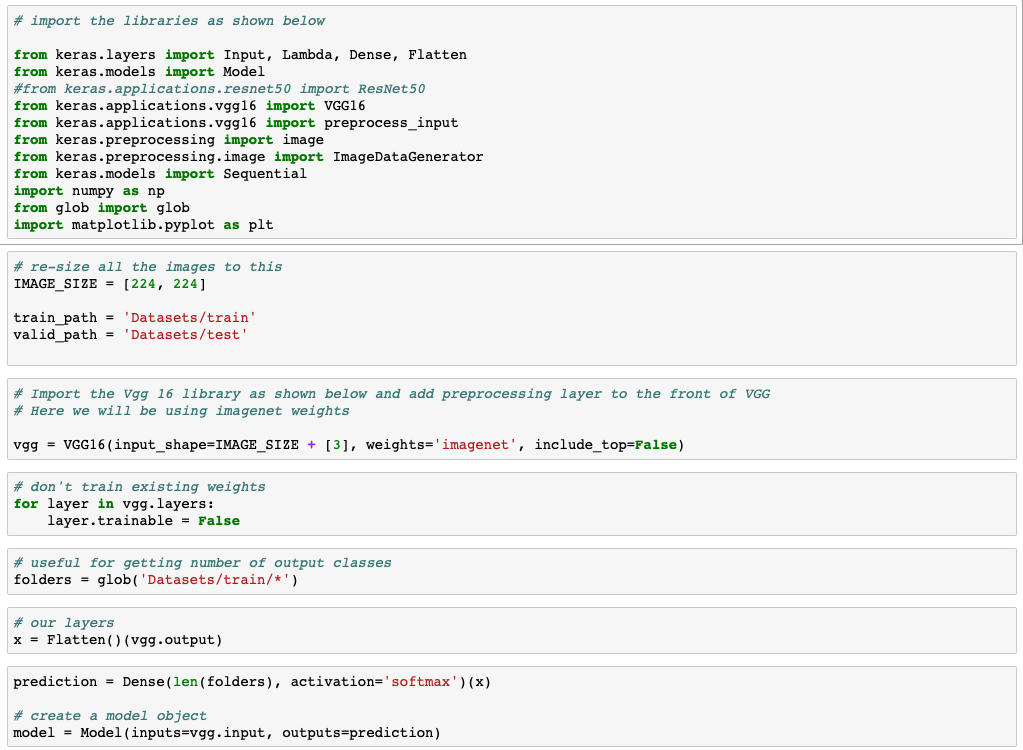 # import the libraries as shown below
from keras.layers import Input, Lambda, Dense, Flatten
from keras.models import Model
#from keras.applications.resnet50 import ResNet50
from keras.applications.vgg16 import VGG16
from keras.applications.vgg16 import preprocess_input
from keras.preprocessing import image
from keras.preprocessing.image import ImageDataGenerator
from keras.models import Sequential
import numpy as np
from glob import glob
import matplotlib.pyplot as plt
# re-size all the images to this
IMAGE_SIZE = [224, 224]
train_path = 'Datasets/train'
valid_path = 'Datasets/test'
# Import the Vgg 16 library as shown below and add preprocessing layer to the front of VGG
# Here we will be using imagenet weights
vgg = VGG16(input_shape=IMAGE_SIZE + [3], weights='imagenet', include_top=False)
# don't train existing weights
for layer in vgg.layers:
    layer.trainable = False
# useful for getting number of output classes
folders = glob('Datasets/train/*')
# our layers
x = Flatten()(vgg.output)
prediction = Dense(len(folders), activation='softmax')(x)
# create a model object
model = Model(inputs=vgg.input, outputs=prediction)